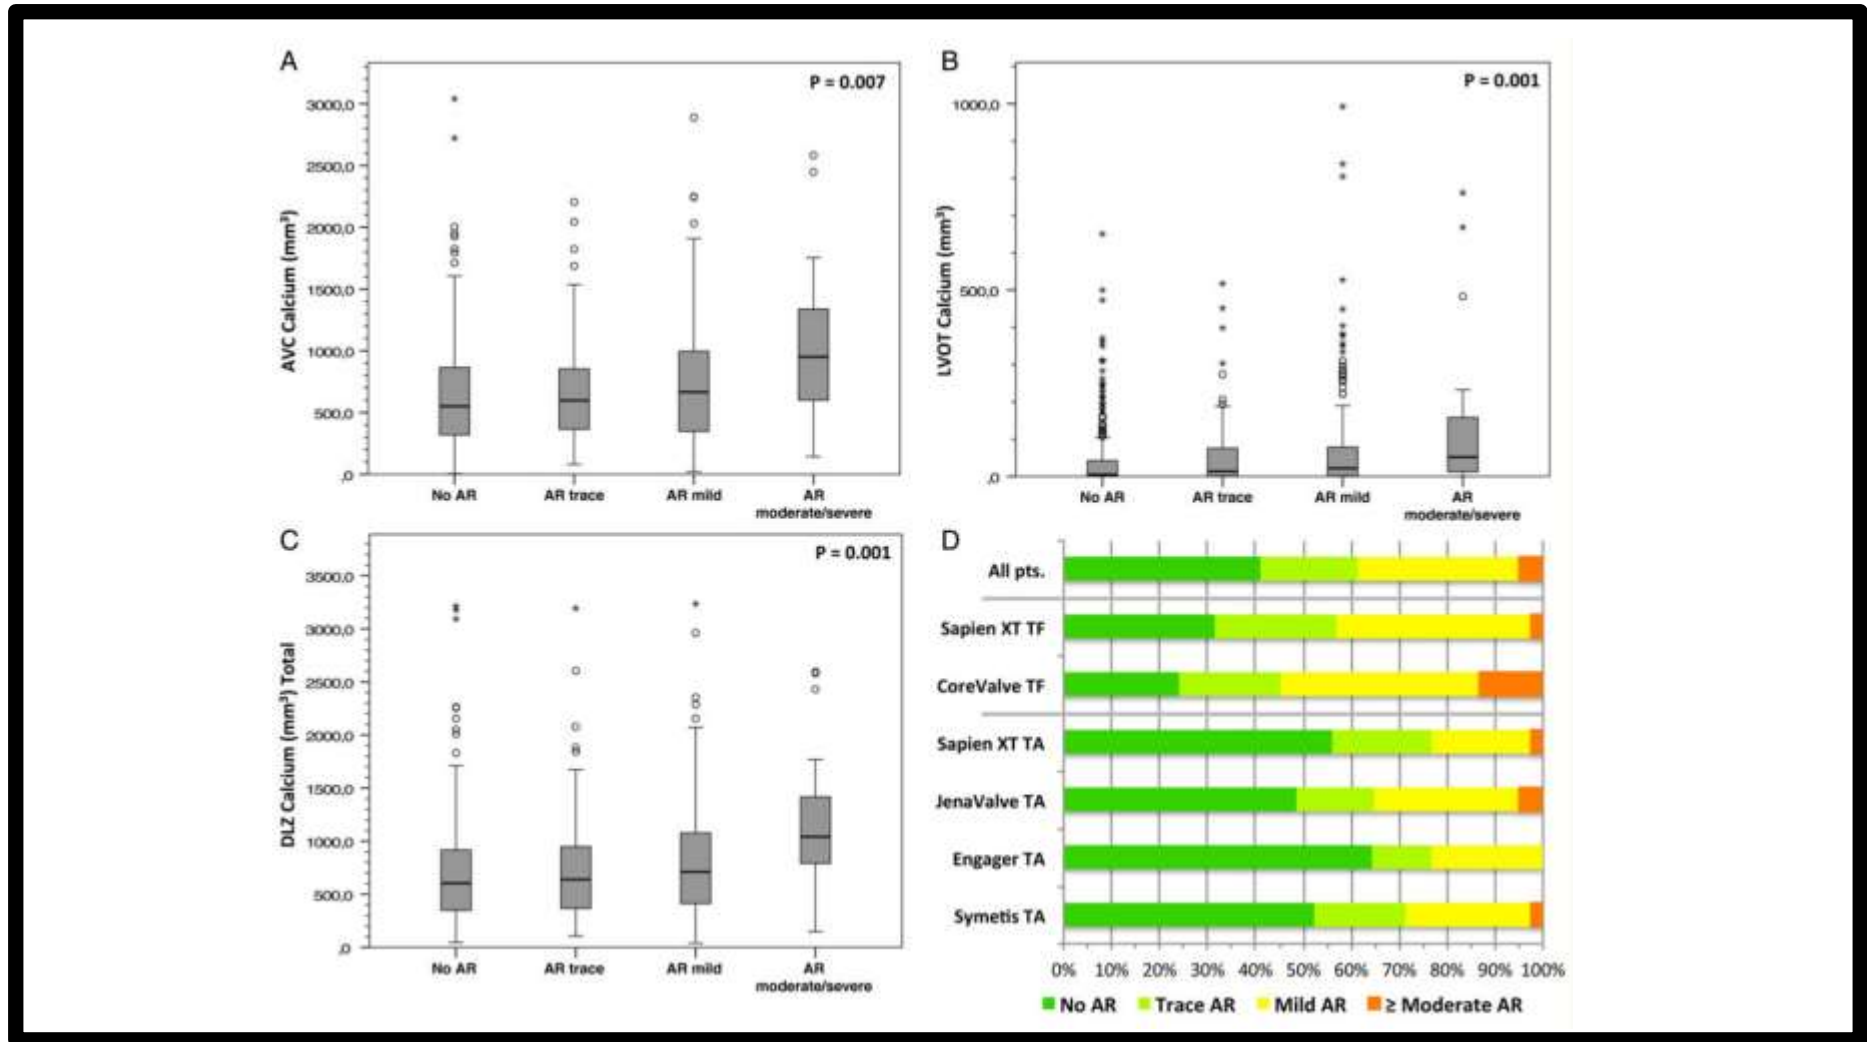 A
P = 0.007
AVC Calcium (mm³)
3000,0
2500,0
2000,0
1500,0
1000,0
500,0
,0
No AR
AR trace
AR mild
AR
moderate/severe
B
P = 0.001
LVOT Calcium (mm³)
1000,0
500,0
,0
No AR
AR trace
AR mild
AR
moderate/severe
C
P = 0.001
DLZ Calcium (mm³) Total
3500,0
3000,0
2500,0
2000,0
1500,0
1000,0
500,0
,0
No AR
AR trace
AR mild
AR
moderate/severe
D
All pts.
Sapien XT TF
CoreValve TF
Sapien XT TA
JenaValve TA
Engager TA
Symetis TA
0% 10% 20% 30% 40% 50% 60% 70% 80% 90% 100%
No AR Trace AR Mild AR ≥ Moderate AR